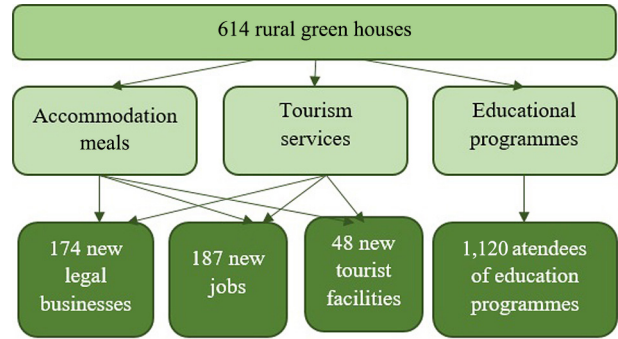 614 rural green houses
Accommodation
meals
Tourism
services
Educational
programmes
174 new
legal
businesses
187 new
jobs
48 new
tourist
facilities
1,120 atendees
of education
programmes